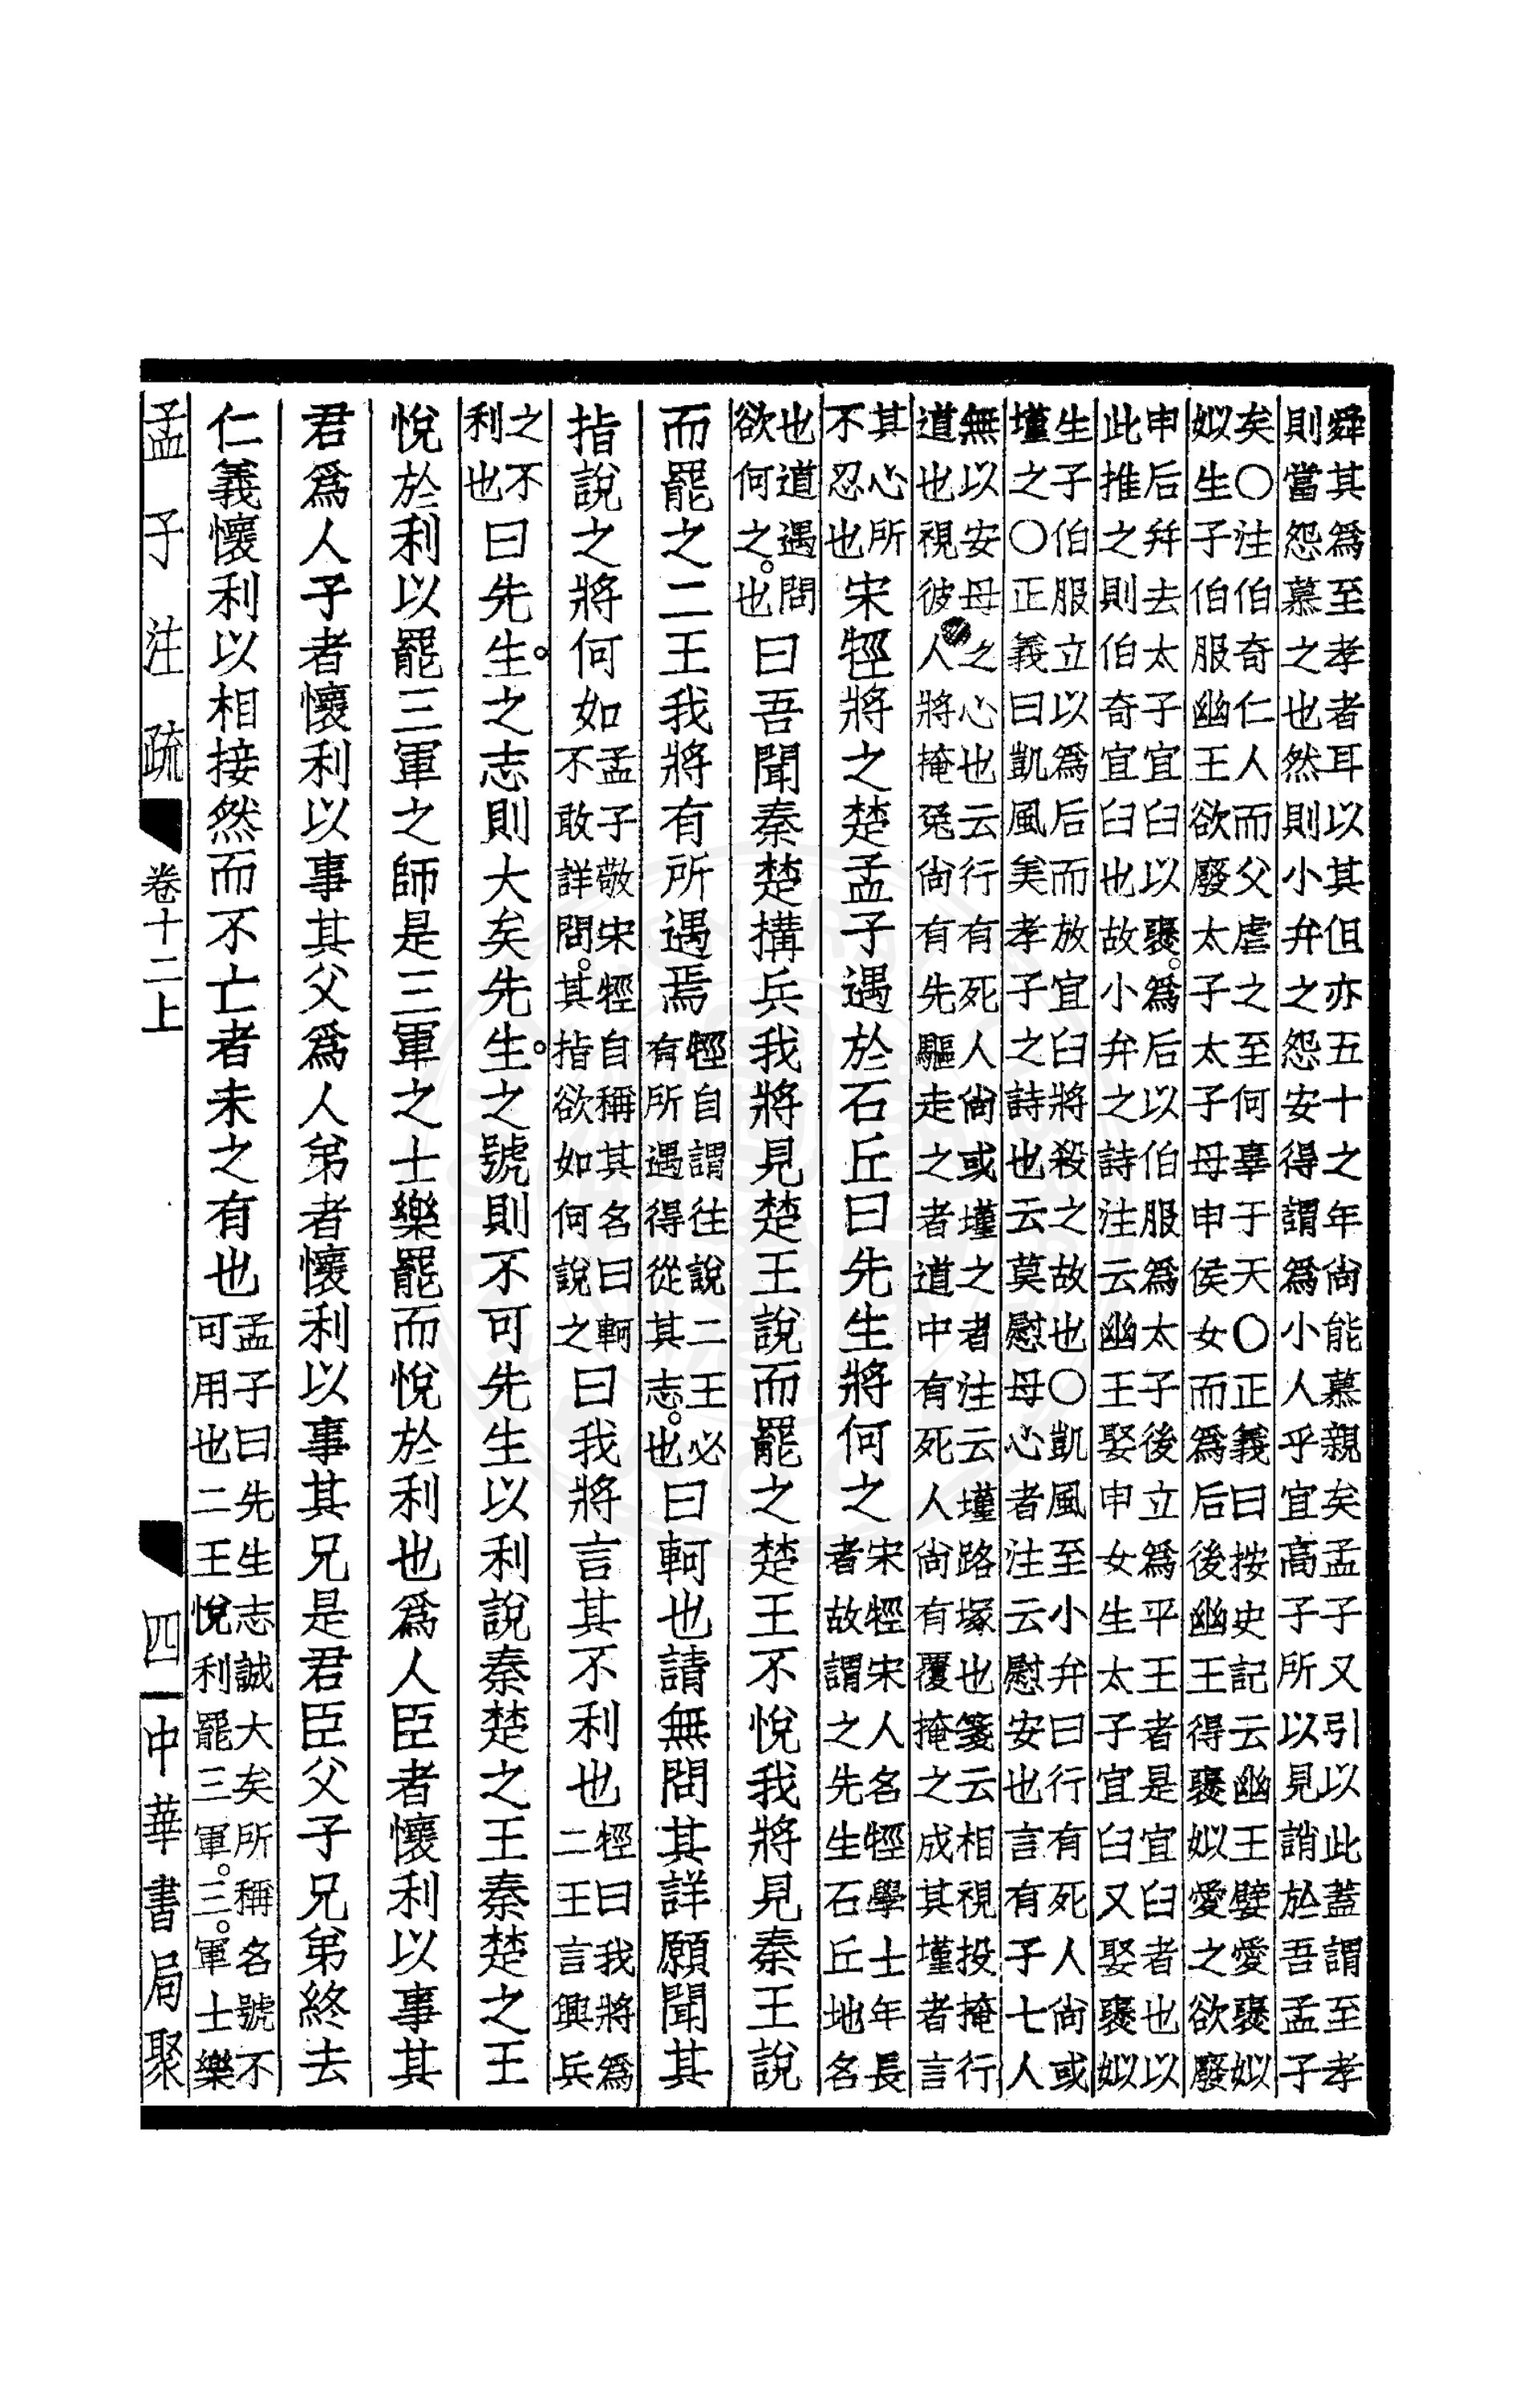 舜其爲至孝者耳以其但亦五十之年尙能慕親矣孟子又引以此蓋謂至孝
則當怨慕之也然則小弁之怨安得謂爲小人乎宜高子所以見誚於吾孟子
矣○注伯奇仁人而父虐之至何辜于天○正義曰按史記云幽王嬖愛襃姒
姒生子伯服幽王欲廢太子太子母申侯女而爲后後幽王得襃姒愛之欲廢
申后并去太子宜臼以襃。爲后以伯服爲太子後立爲平王者是宜臼者也以
此推之則伯奇宜臼也故小弁之詩注云幽王娶申女生太子宜臼又娶襃姒
生子伯服立以爲后而放宜臼將殺之故也○凱風至小弁曰行有死人尙或
墐之○正義曰凱風美孝子之詩也云莫慰母心者注云慰安也言有子七人
無以安母之心也云行有死人尙或墐之者注云墐路塚也箋云相視投掩行
道也視彼人將掩兔尙有先驅走之者道中有死人尙有覆掩之成其墐者言
其心所
不忍也
宋牼將之楚孟子遇於石丘曰先生將何之
宋牼宋人名牼學士年長
者故謂之先生石丘地名
也道遇問
欲何之。也
曰吾聞秦楚搆兵我將見楚王說而罷之楚王不悅我將見秦王說
而罷之二王我將有所遇焉
牼自謂往說二王必
有所遇得從其志。也
曰軻也請無問其詳願聞其
指說之將何如
孟子敬宋牼自稱其名曰軻
不敢詳問。其指欲如何說之
曰我將言其不利也
牼曰我將爲
二王言興兵
之不
利也
曰先生。之志則大矣先生。之號則不可先生以利說秦楚之王秦楚之王
悅於利以罷三軍之師是三軍之士樂罷而悅於利也爲人臣者懷利以事其
君爲人子者懷利以事其父爲人弟者懷利以事其兄是君臣父子兄弟終去
仁義懷利以相接然而不亡者未之有也
孟子曰先生志誠大矣所稱名號不
可用也二王悅利罷三軍。三。軍士樂
孟子注疏 卷十二上 四一中華書局聚